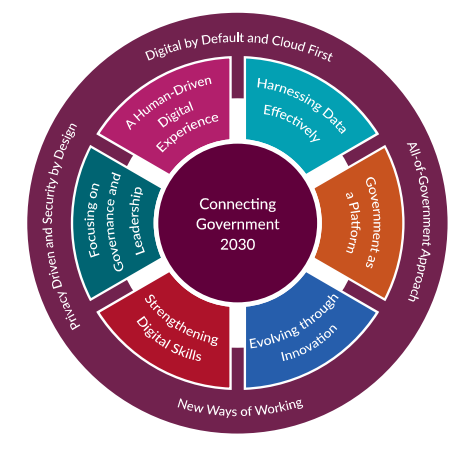 Digital by Default and Cloud First
A Human-Driven
Digital
Experience
Harnessing Data
Effectively
Privacy Driven and Security by Design
Focusing on
Governance and
Leadership
Connecting
Government
2030
Government as
a Platform
All-of-Government Approach
Strengthening
Digital Skills
Evolving through
Innovation
New Ways of Working